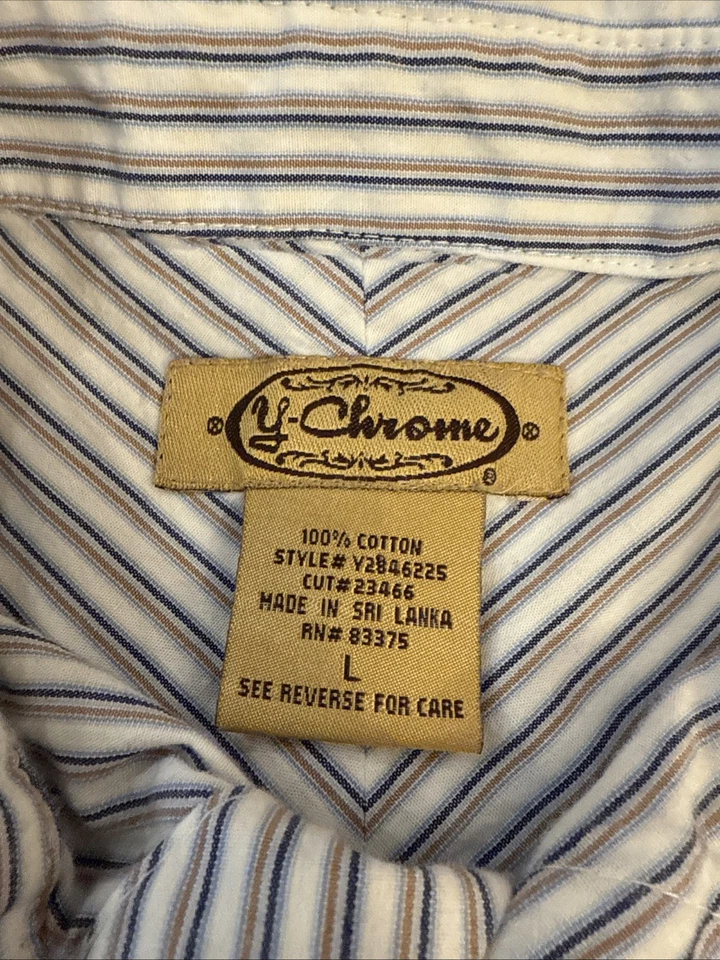 Y-Chrome
®
100% COTTON
STYLE# Y2846225
CUT#23466
MADE IN SRI LANKA
RN# 83375
L
SEE REVERSE FOR CARE